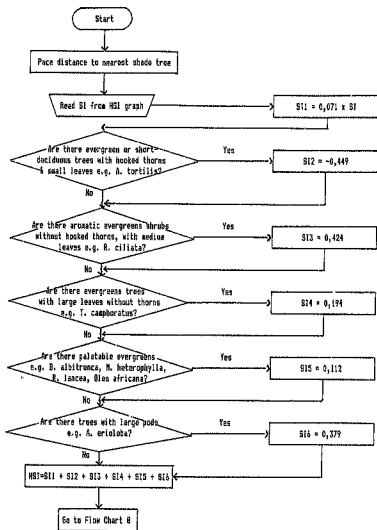 Start
Pace distance to nearest shade tree
Read SI from HSI graph
SI1 = 0,071 x SI
Are there evergreen or short-
deciduous trees with hooked thorns
& small leaves e.g. A. tortilis?
Yes
SI2 = -0,449
No
Are there aromatic evergreens shrubs
without hooked thorns, with medium
leaves e.g. R. ciliata?
Yes
SI3 = 0,424
No
Are there evergreens trees
with large leaves without thorns
e.g. T. camphoratus?
Yes
SI4 = 0,194
No
Are there palatable evergreens
e.g. B. albitrunca, M. heterophylla,
R. lancea, Olea africana?
Yes
SI5 = 0,112
No
Are there trees with large pods
e.g. A. erioloba?
Yes
SI6 = 0,379
No
HSI=SI1 + SI2 + SI3 + SI4 + SI5 + SI6
Go to Flow Chart 8